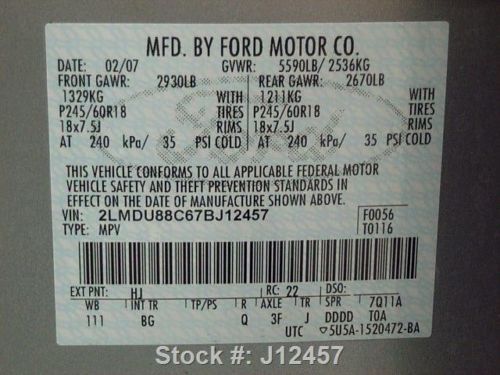 MFD. BY FORD MOTOR CO.
DATE: 02/07 GVWR: 5590LB/ 2536KG
FRONT GAWR: 2930LB REAR GAWR: 2670LB
1329KG WITH 1211KG WITH
P245/60R18 TIRES P245/60R18 TIRES
18x7.5J RIMS 18x7.5J RIMS
AT 240 kPa/ 35 PSI COLD AT 240 kPa/ 35 PSI COLD
THIS VEHICLE CONFORMS TO ALL APPLICABLE FEDERAL MOTOR
VEHICLE SAFETY AND THEFT PREVENTION STANDARDS IN
EFFECT ON THE DATE OF MANUFACTURE SHOWN ABOVE.
VIN: 2LMDU88C67BJ12457 F0056
TYPE: MPV T0116
EXT PNT: HJ RC: 22 DSO:
WB INT TR TP/PS R AXLE TR SPR 7Q11A
111 BG Q 3F J DDDD TOA
UTC 5U5A-1520472-BA
Stock #: J12457